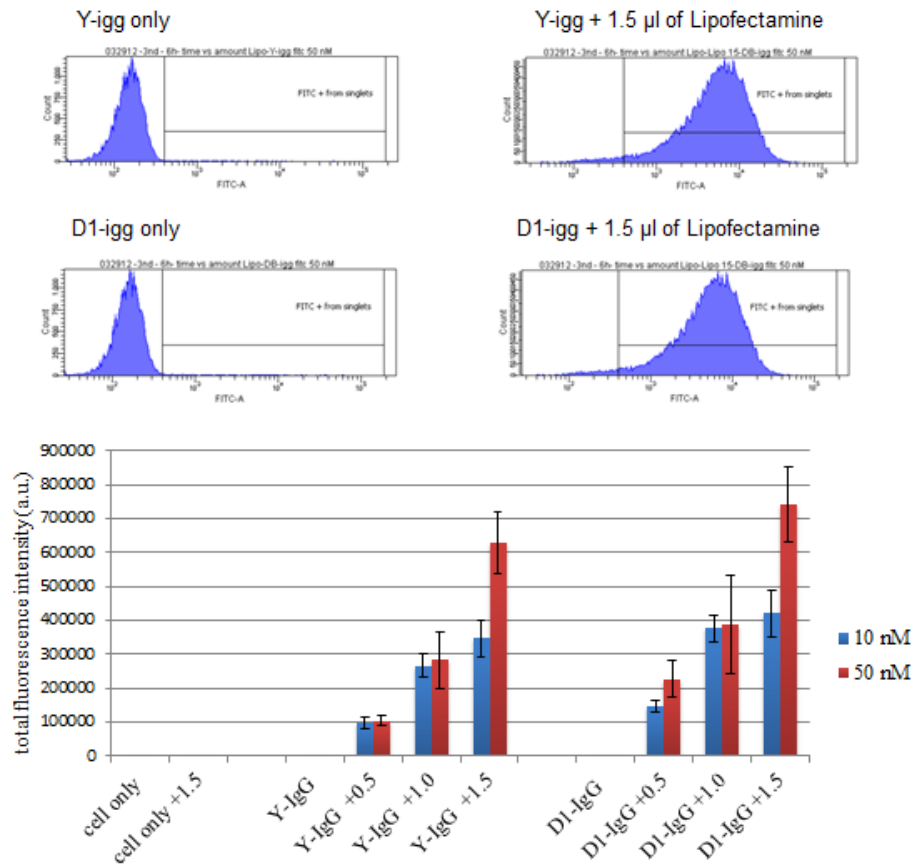 Y-igg only
Y-igg + 1.5 µl of Lipofectamine
032912 -3nd - 6h- time vs amount Lipo-Y-igg fitc 50 nM
032912 -3nd - 6h- time vs amount Lipo-Lipo 15-DB-igg fitc 50 nM
FITC + from singlets
FITC + from singlets
Count
Count
FITC-A
FITC-A
D1-igg only
D1-igg + 1.5 µl of Lipofectamine
032912 -3nd - 6h- time vs amount Lipo-DB-igg fitc 50 nM
032912 -3nd - 6h- time vs amount Lipo-Lipo 15-DB-igg fitc 50 nM
FITC + from singlets
FITC + from singlets
Count
Count
FITC-A
FITC-A
total fluorescence intensity (a.u.)
900000
800000
700000
600000
500000
400000
300000
200000
100000
0
10 nM
50 nM
cell only
cell only +1.5
Y-IgG
Y-IgG +0.5
Y-IgG +1.0
Y-IgG +1.5
D1-IgG
D1-IgG +0.5
D1-IgG +1.0
D1-IgG +1.5